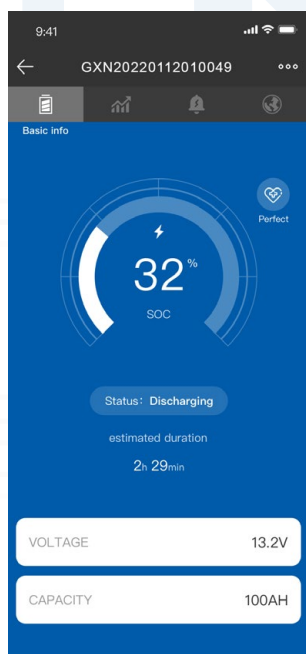 9:41
GXN20220112010049
Basic info
Perfect
32%
SOC
Status: Discharging
estimated duration
2h 29min
VOLTAGE 13.2V
CAPACITY 100AH